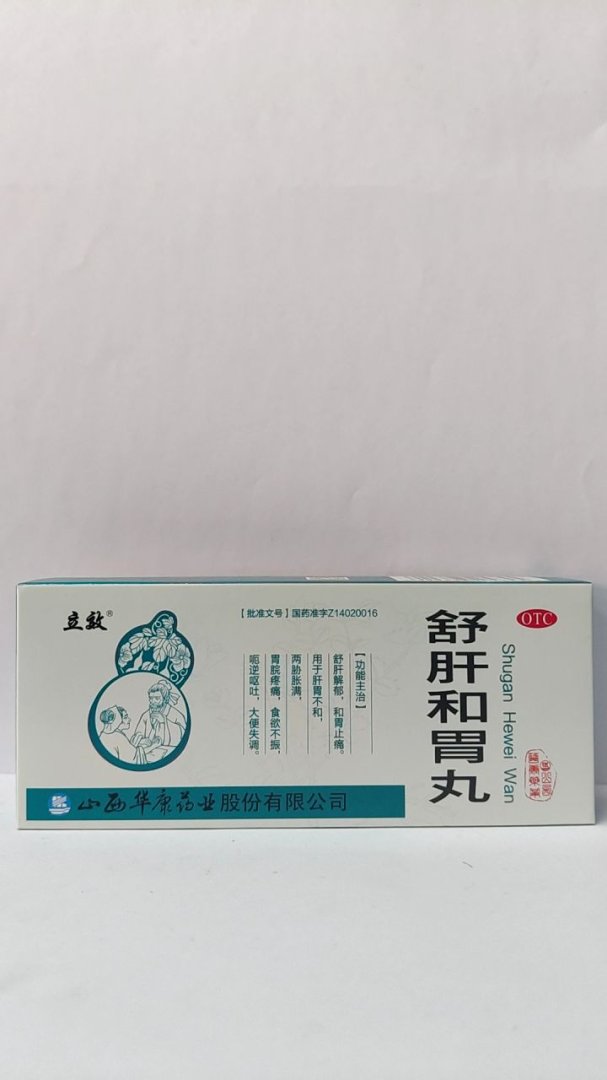 立效®
【批准文号】国药准字Z14020016
【功能主治】
舒肝解郁，和胃止痛。
用于肝胃不和，
两胁胀满，
胃脘疼痛，食欲不振，
呃逆呕吐，大便失调。
舒肝和胃丸
Shugan Hewei Wan
OTC
山西华康药业股份有限公司